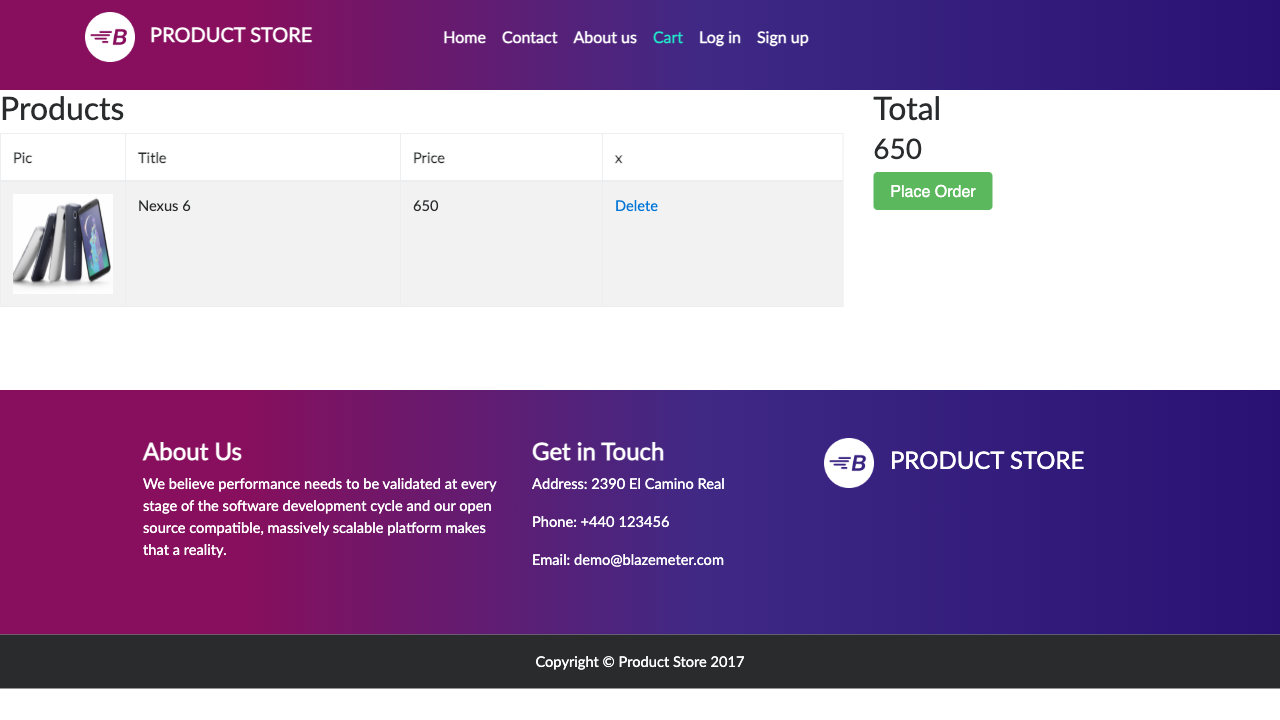 B PRODUCT STORE
Home Contact About us Cart Log in Sign up
Products
Pic Title Price x
Nexus 6 650 Delete
Total
650
Place Order
About Us
We believe performance needs to be validated at every
stage of the software development cycle and our open
source compatible, massively scalable platform makes
that a reality.
Get in Touch
Address: 2390 El Camino Real
Phone: +440 123456
Email: demo@blazemeter.com
B PRODUCT STORE
Copyright © Product Store 2017